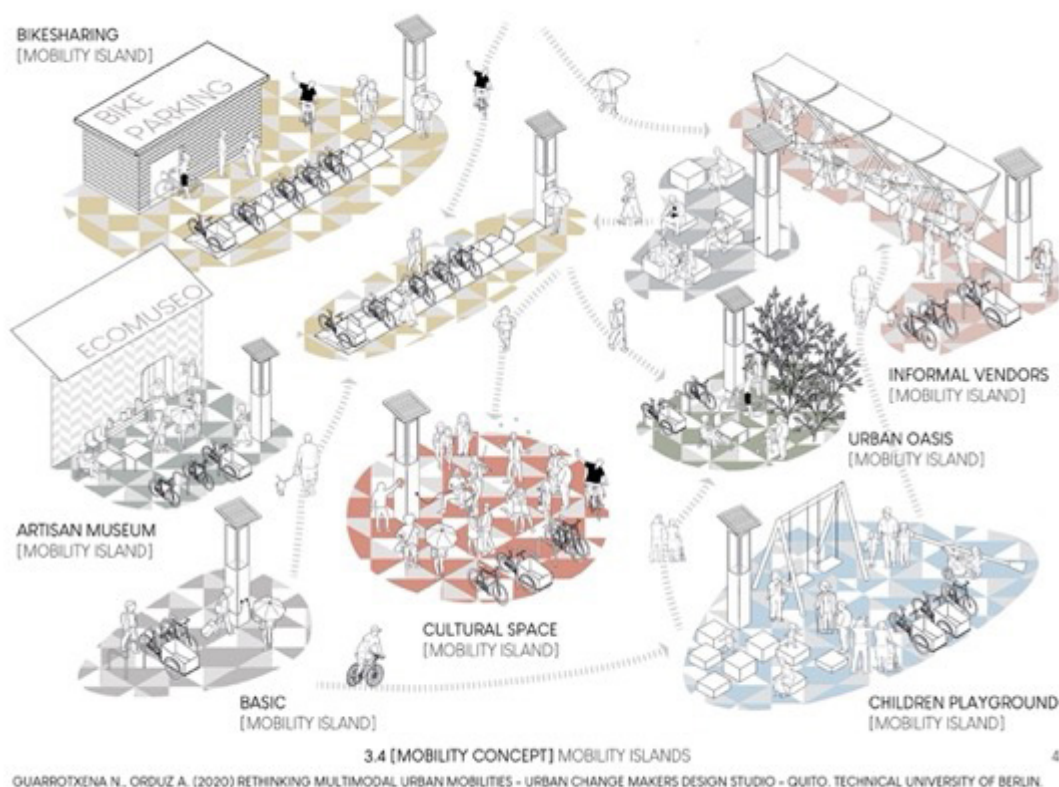 BIKESHARING
[MOBILITY ISLAND]
BIKE
PARKING
ECOMUSEO
INFORMAL VENDORS
[MOBILITY ISLAND]
URBAN OASIS
[MOBILITY ISLAND]
ARTISAN MUSEUM
[MOBILITY ISLAND]
CULTURAL SPACE
[MOBILITY ISLAND]
BASIC
[MOBILITY ISLAND]
CHILDREN PLAYGROUND
[MOBILITY ISLAND]
3.4 [MOBILITY CONCEPT] MOBILITY ISLANDS
4
GUARROTXENA N., ORDUZ A. (2020) RETHINKING MULTIMODAL URBAN MOBILITIES - URBAN CHANGE MAKERS DESIGN STUDIO - QUITO. TECHNICAL UNIVERSITY OF BERLIN.